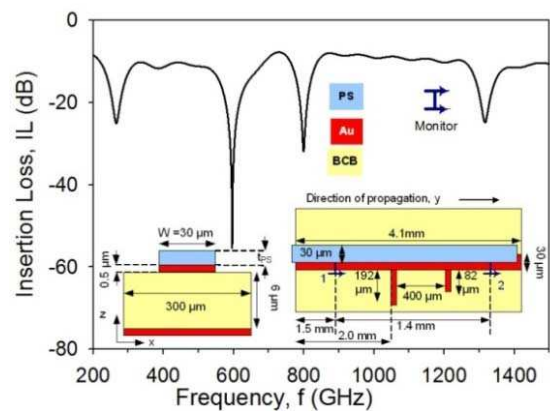 Insertion Loss, IL (dB)
0
-20
-40
-60
-80
200 400 600 800 1000 1200 1400
Frequency, f (GHz)
PS
Au
BCB
Monitor
W =30 µm
0.5 µm
PS
6 µm
300 µm
z
x
Direction of propagation, y
4.1mm
30 µm
30 µm
1
192 µm
400 µm
82 µm
2
1.5 mm
1.4 mm
2.0 mm